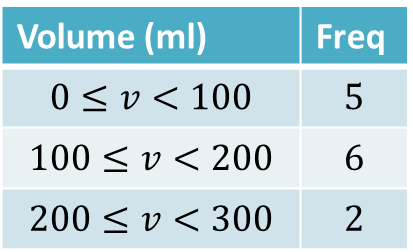 Volume (ml) Freq
0 ≤ v < 100 5
100 ≤ v < 200 6
200 ≤ v < 300 2